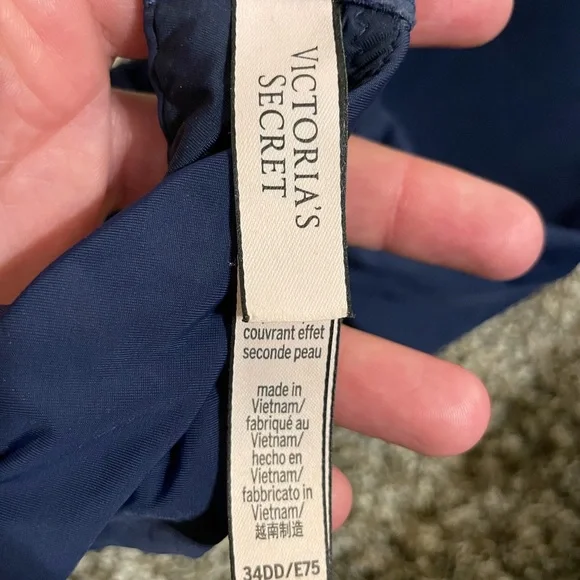 VICTORIA'S
SECRET
couvrant effet
seconde peau
made in
Vietnam/
fabriqué au
Vietnam/
hecho en
Vietnam/
fabbricato in
Vietnam/
越南制造
34DD/E75